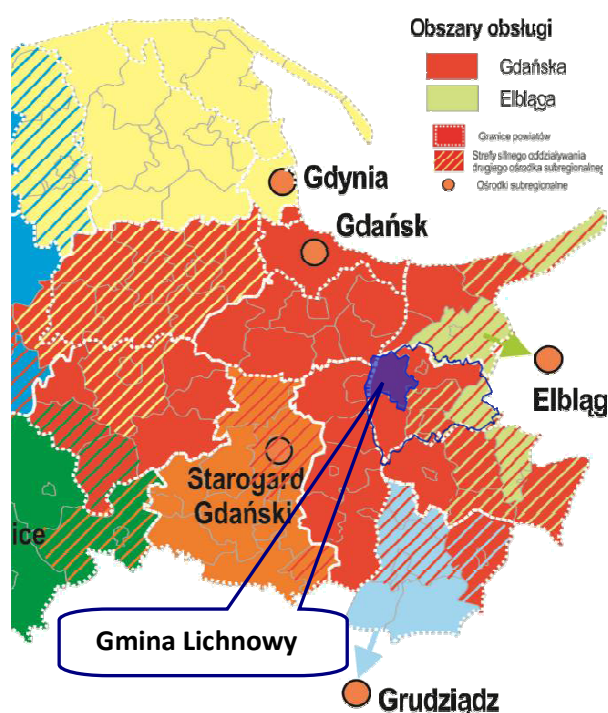 Obszary obsługi
Gdańska
Elbląga
Granice powiatów
Strefy silnego oddziaływania
drugiego ośrodka subregionalneg
Ośrodki subregionalne
Gdynia
Gdańsk
Elbląg
Starogard
Gdański
ice
Gmina Lichnowy
Grudziądz